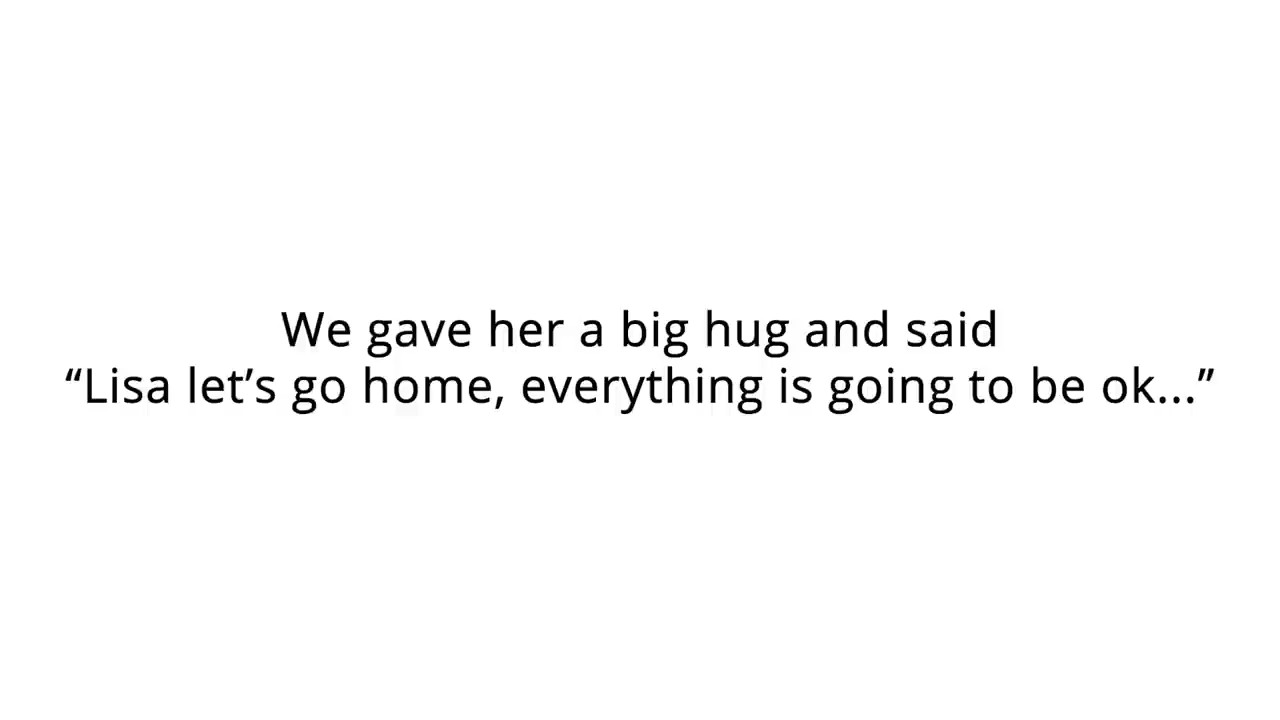 We gave her a big hug and said
“Lisa let’s go home, everything is going to be ok...”